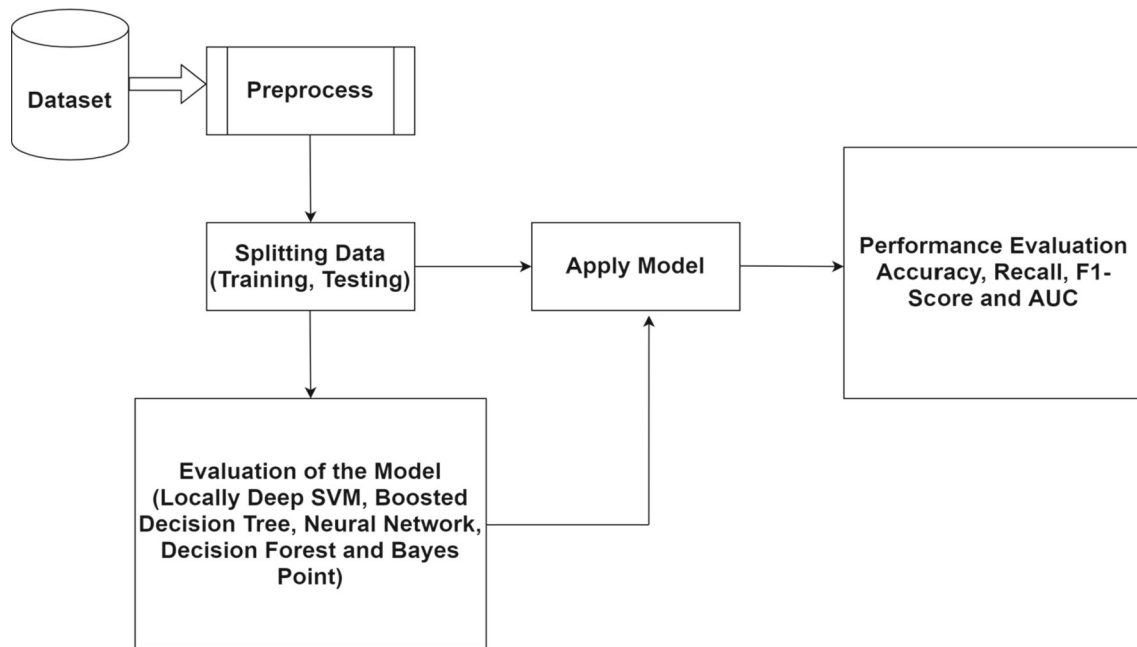 Dataset
Preprocess
Splitting Data
(Training, Testing)
Apply Model
Performance Evaluation
Accuracy, Recall, F1-
Score and AUC
Evaluation of the Model
(Locally Deep SVM, Boosted
Decision Tree, Neural Network,
Decision Forest and Bayes
Point)